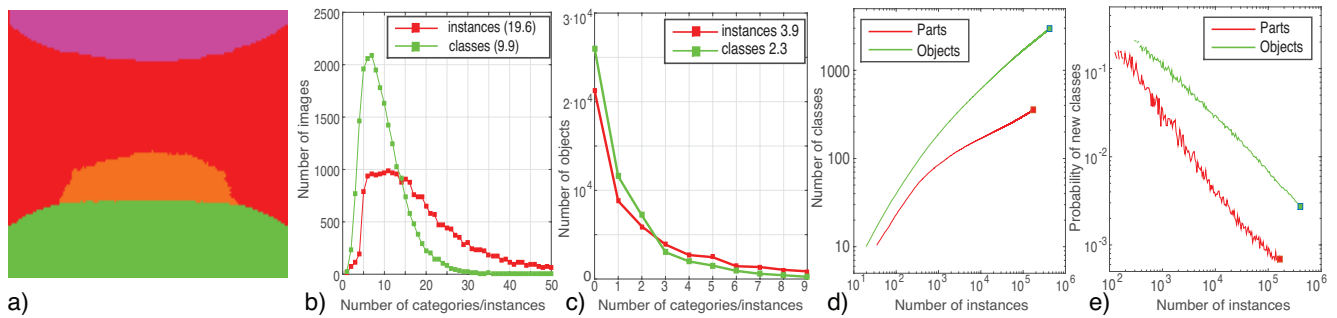 a)
Number of images
2500
2000
1500
1000
500
0
instances (19.6)
classes (9.9)
0 10 20 30 40 50
Number of categories/instances
b)
Number of objects
3·10⁴
2·10⁴
10⁴
0
instances 3.9
classes 2.3
0 1 2 3 4 5 6 7 8 9
Number of categories/instances
c)
Number of classes
1000
100
10
Parts
Objects
10¹ 10² 10³ 10⁴ 10⁵ 10⁶
Number of instances
d)
Probability of new classes
10⁻¹
10⁻²
10⁻³
Parts
Objects
10² 10³ 10⁴ 10⁵ 10⁶
Number of instances
e)